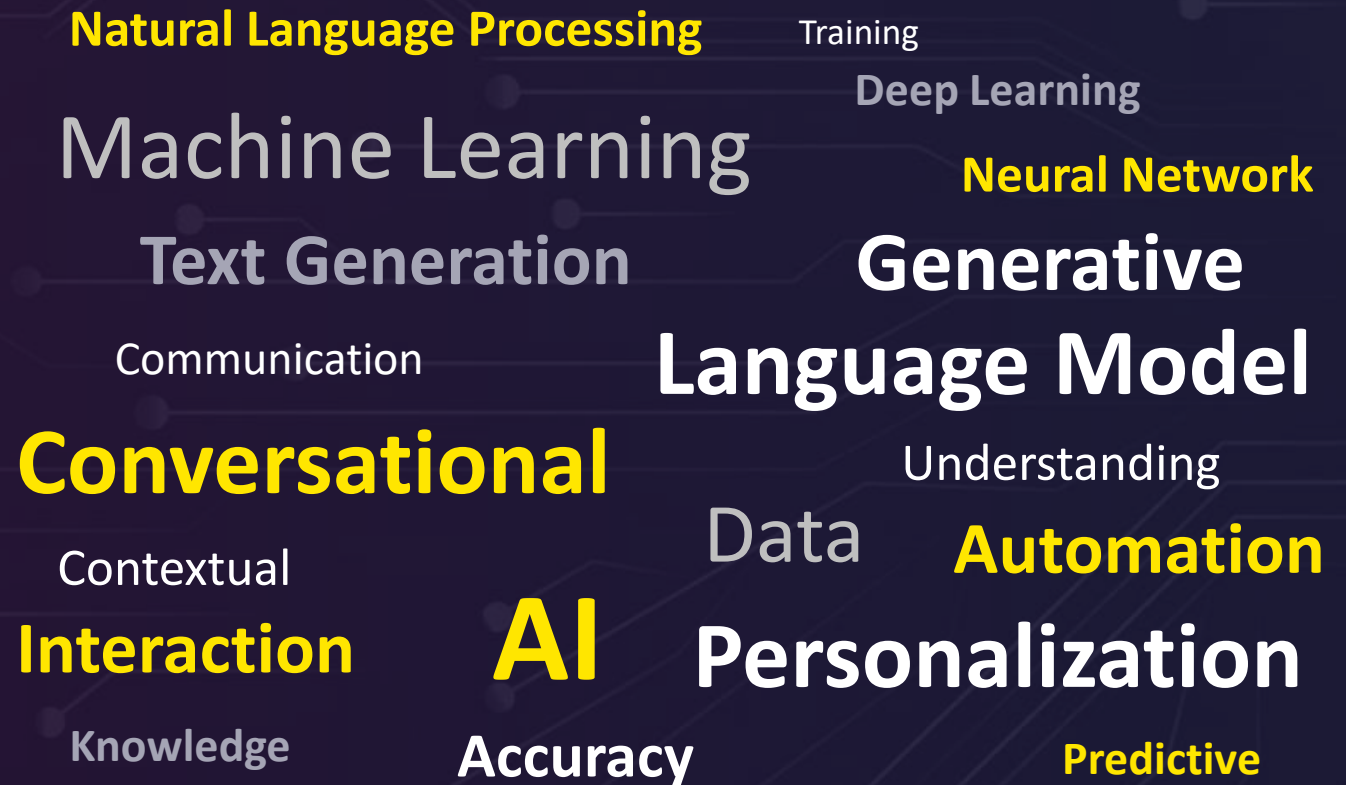 Natural Language Processing
Training
Deep Learning
Machine Learning
Neural Network
Text Generation
Generative
Communication
Language Model
Conversational
Understanding
Data
Automation
Contextual
Interaction
AI
Personalization
Knowledge
Accuracy
Predictive